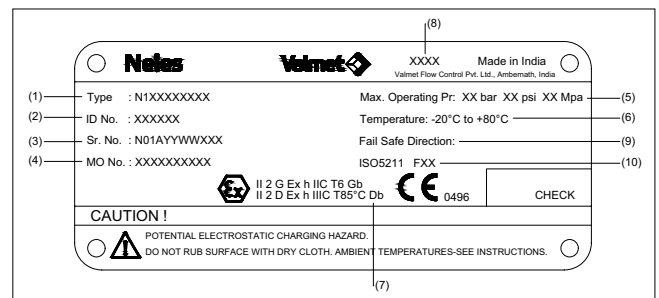 (8)
Neles Valmet XXXX Made in India
Valmet Flow Control Pvt. Ltd., Ambernath, India
(1) Type : N1XXXXXXXX Max. Operating Pr: XX bar XX psi XX Mpa (5)
(2) ID No. : XXXXXX Temperature: -20°C to +80°C (6)
(3) Sr. No. : N01AYYWWXXX Fail Safe Direction: (9)
(4) MO No. : XXXXXXXXXX ISO5211 FXX (10)
Ex II 2 G Ex h IIC T6 Gb
II 2 D Ex h IIIC T85°C Db CE 0496 CHECK
CAUTION !
POTENTIAL ELECTROSTATIC CHARGING HAZARD.
DO NOT RUB SURFACE WITH DRY CLOTH. AMBIENT TEMPERATURES-SEE INSTRUCTIONS.
(7)